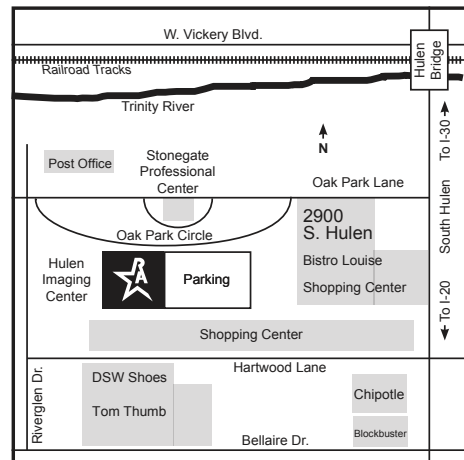 W. Vickery Blvd.
Hulen
Bridge
Railroad Tracks
Trinity River
To I-30
N
Post Office
Stonegate
Professional
Center
Oak Park Lane
South Hulen
2900
S. Hulen
Oak Park Circle
Bistro Louise
Shopping Center
Hulen
Imaging
Center
RA
Parking
To I-20
Shopping Center
Hartwood Lane
Riverglen Dr.
DSW Shoes
Tom Thumb
Chipotle
Blockbuster
Bellaire Dr.